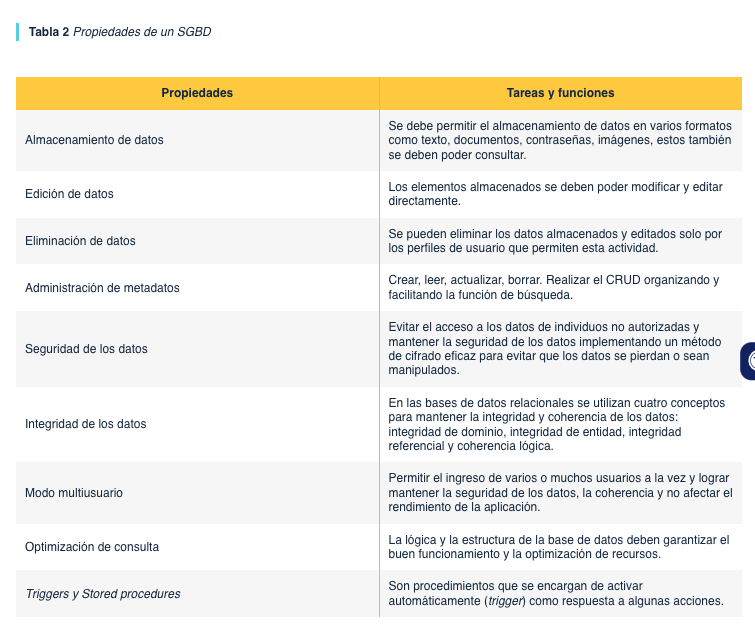 Tabla 2 Propiedades de un SGBD
Propiedades
Tareas y funciones
Almacenamiento de datos
Se debe permitir el almacenamiento de datos en varios formatos
como texto, documentos, contraseñas, imágenes, estos también
se deben poder consultar.
Edición de datos
Los elementos almacenados se deben poder modificar y editar
directamente.
Eliminación de datos
Se pueden eliminar los datos almacenados y editados solo por
los perfiles de usuario que permiten esta actividad.
Administración de metadatos
Crear, leer, actualizar, borrar. Realizar el CRUD organizando y
facilitando la función de búsqueda.
Seguridad de los datos
Evitar el acceso a los datos de individuos no autorizadas y
mantener la seguridad de los datos implementando un método
de cifrado eficaz para evitar que los datos se pierdan o sean
manipulados.
Integridad de los datos
En las bases de datos relacionales se utilizan cuatro conceptos
para mantener la integridad y coherencia de los datos:
integridad de dominio, integridad de entidad, integridad
referencial y coherencia lógica.
Modo multiusuario
Permitir el ingreso de varios o muchos usuarios a la vez y lograr
mantener la seguridad de los datos, la coherencia y no afectar el
rendimiento de la aplicación.
Optimización de consulta
La lógica y la estructura de la base de datos deben garantizar el
buen funcionamiento y la optimización de recursos.
Triggers y Stored procedures
Son procedimientos que se encargan de activar
automáticamente (trigger) como respuesta a algunas acciones.